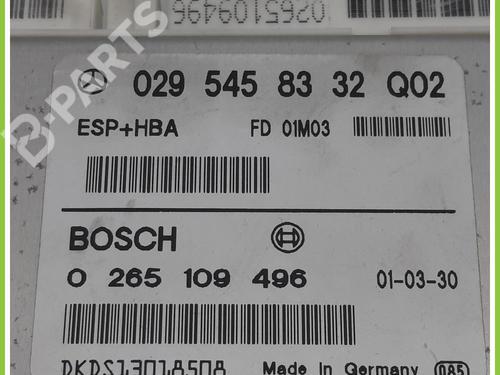 0265109496
029 545 83 32 Q02
ESP+HBA FD 01M03
BOSCH
0 265 109 496 01-03-30
DKDS13018508 Made in Germany 085
B-PARTS